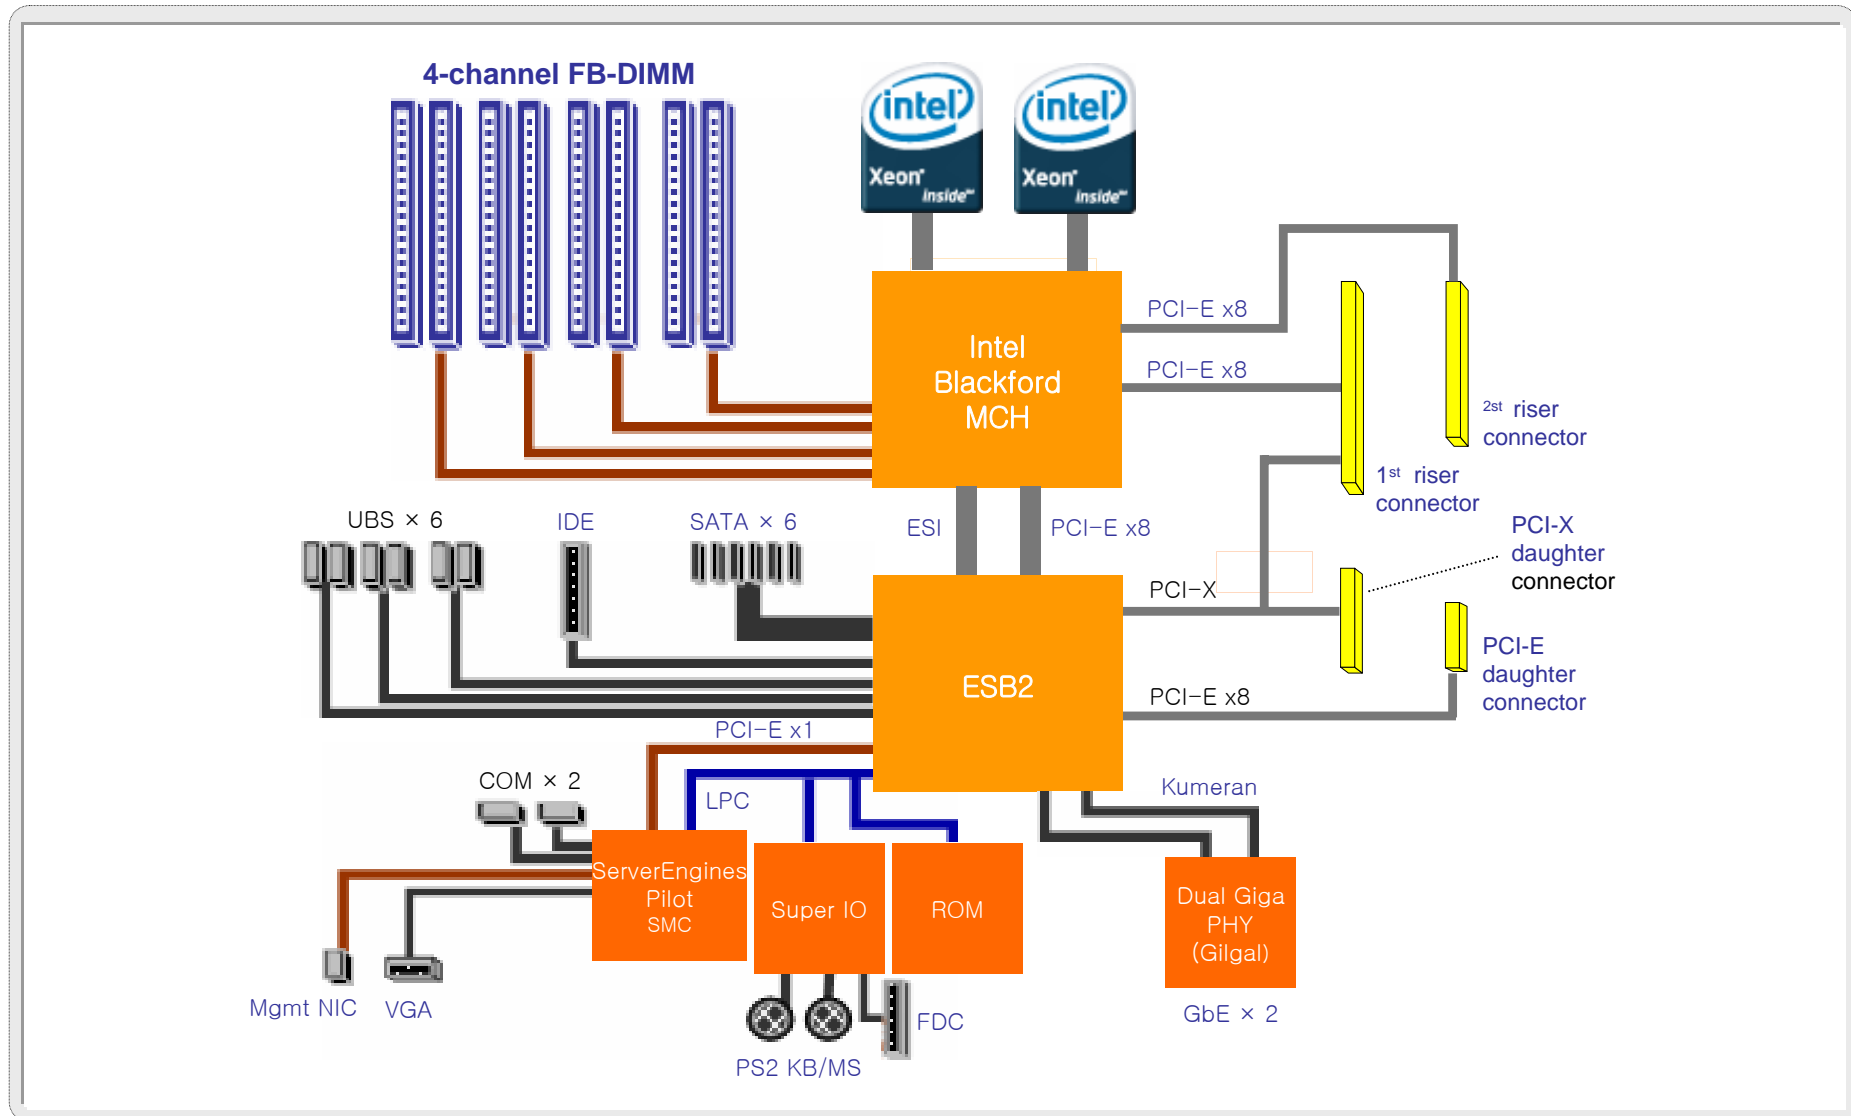 4-channel FB-DIMM
intel
Xeon
inside™
intel
Xeon
inside™
PCI-E x8
PCI-E x8
Intel
Blackford
MCH
2st riser
connector
1st riser
connector
UBS × 6
IDE
SATA × 6
ESI
PCI-E x8
PCI-X
daughter
connector
PCI-X
PCI-E
daughter
connector
ESB2
PCI-E x8
PCI-E x1
COM × 2
LPC
Kumeran
ServerEngines
Pilot
SMC
Super IO
ROM
Dual Giga
PHY
(Gilgal)
Mgmt NIC
VGA
FDC
GbE × 2
PS2 KB/MS